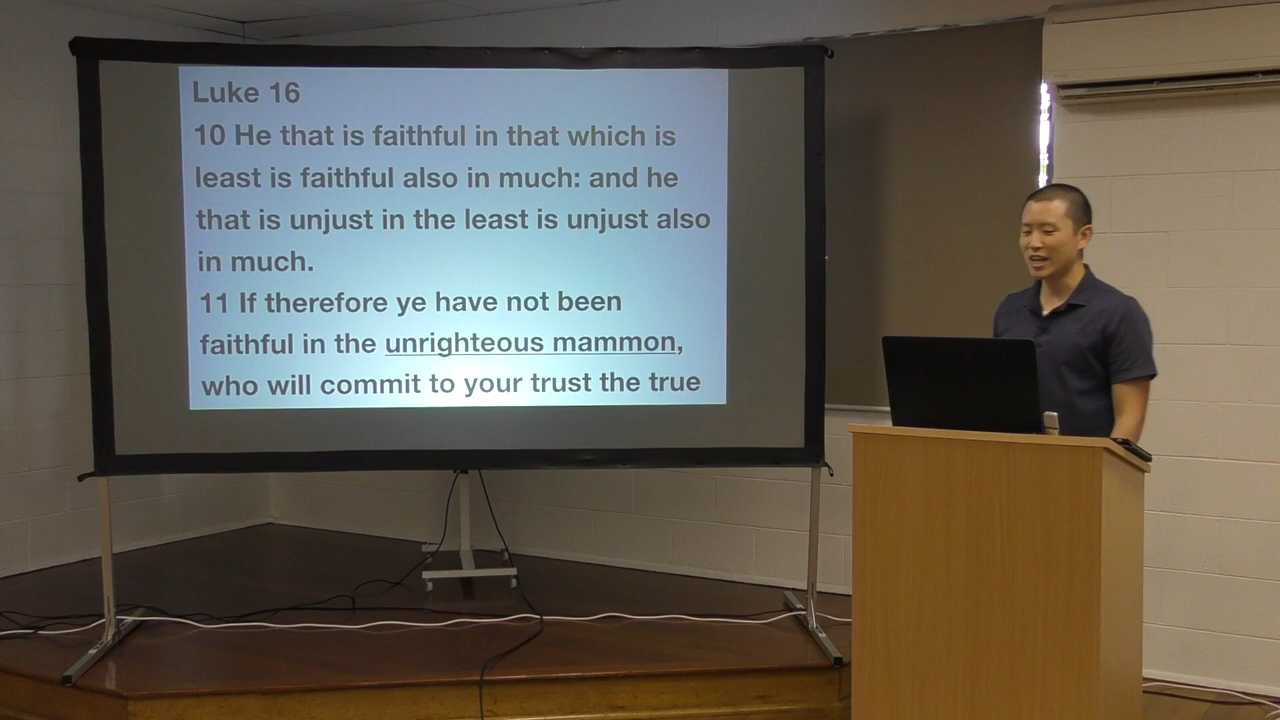 Luke 16
10 He that is faithful in that which is
least is faithful also in much: and he
that is unjust in the least is unjust also
in much.
11 If therefore ye have not been
faithful in the unrighteous mammon,
who will commit to your trust the true